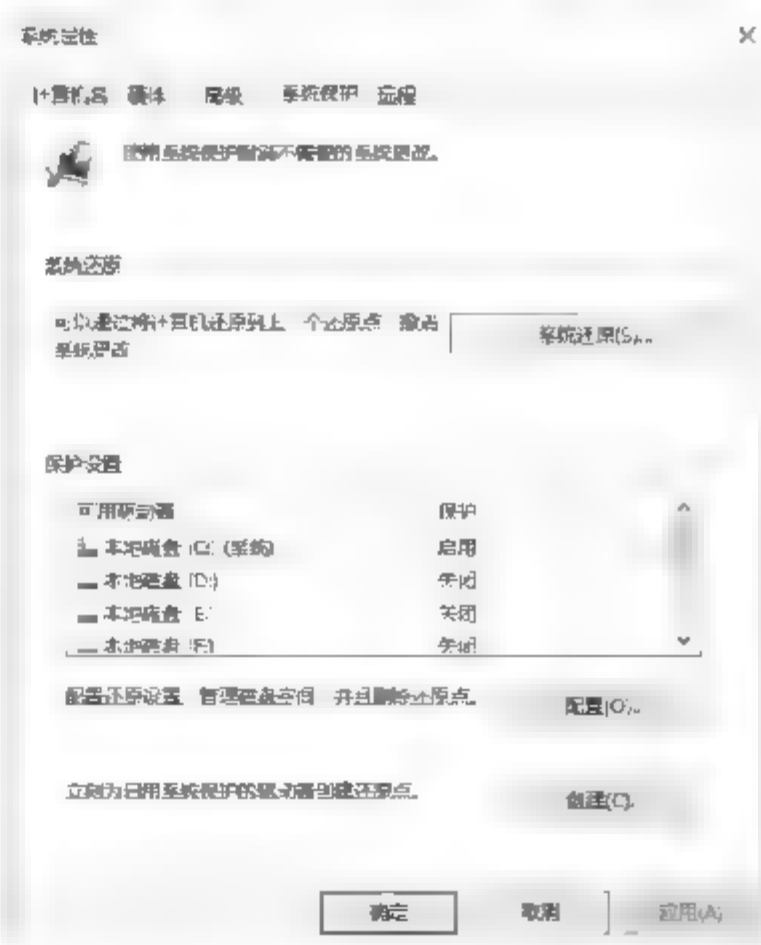 系统属性
计算机名 硬件 高级 系统保护 远程
使用系统保护撤消不需要的系统更改。
系统还原
可以通过将计算机还原到上一个还原点，撤消
系统更改
系统还原(S)...
保护设置
可用驱动器 保护
本地磁盘 (C:) (系统) 启用
本地磁盘 (D:) 关闭
本地磁盘 (E:) 关闭
本地磁盘 (F:) 关闭
配置还原设置、管理磁盘空间，并且删除还原点。
配置(O)...
立刻为启用系统保护的驱动器创建还原点。
创建(C)...
确定 取消 应用(A)